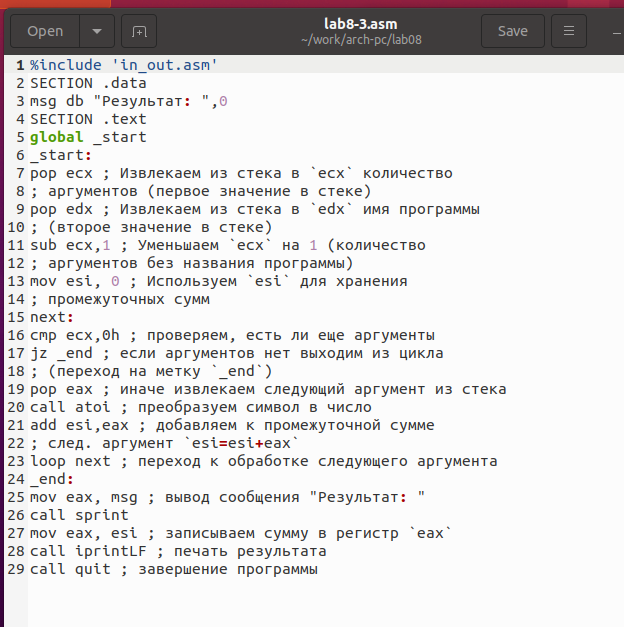 Open
lab8-3.asm
~/work/arch-pc/lab08
Save
1 %include 'in_out.asm'
2 SECTION .data
3 msg db "Результат: ",0
4 SECTION .text
5 global _start
6 _start:
7 pop ecx ; Извлекаем из стека в `ecx` количество
8 ; аргументов (первое значение в стеке)
9 pop edx ; Извлекаем из стека в `edx` имя программы
10 ; (второе значение в стеке)
11 sub ecx,1 ; Уменьшаем `ecx` на 1 (количество
12 ; аргументов без названия программы)
13 mov esi, 0 ; Используем `esi` для хранения
14 ; промежуточных сумм
15 next:
16 cmp ecx,0h ; проверяем, есть ли еще аргументы
17 jz _end ; если аргументов нет выходим из цикла
18 ; (переход на метку `_end`)
19 pop eax ; иначе извлекаем следующий аргумент из стека
20 call atoi ; преобразуем символ в число
21 add esi,eax ; добавляем к промежуточной сумме
22 ; след. аргумент `esi=esi+eax`
23 loop next ; переход к обработке следующего аргумента
24 _end:
25 mov eax, msg ; вывод сообщения "Результат: "
26 call sprint
27 mov eax, esi ; записываем сумму в регистр `eax`
28 call iprintLF ; печать результата
29 call quit ; завершение программы